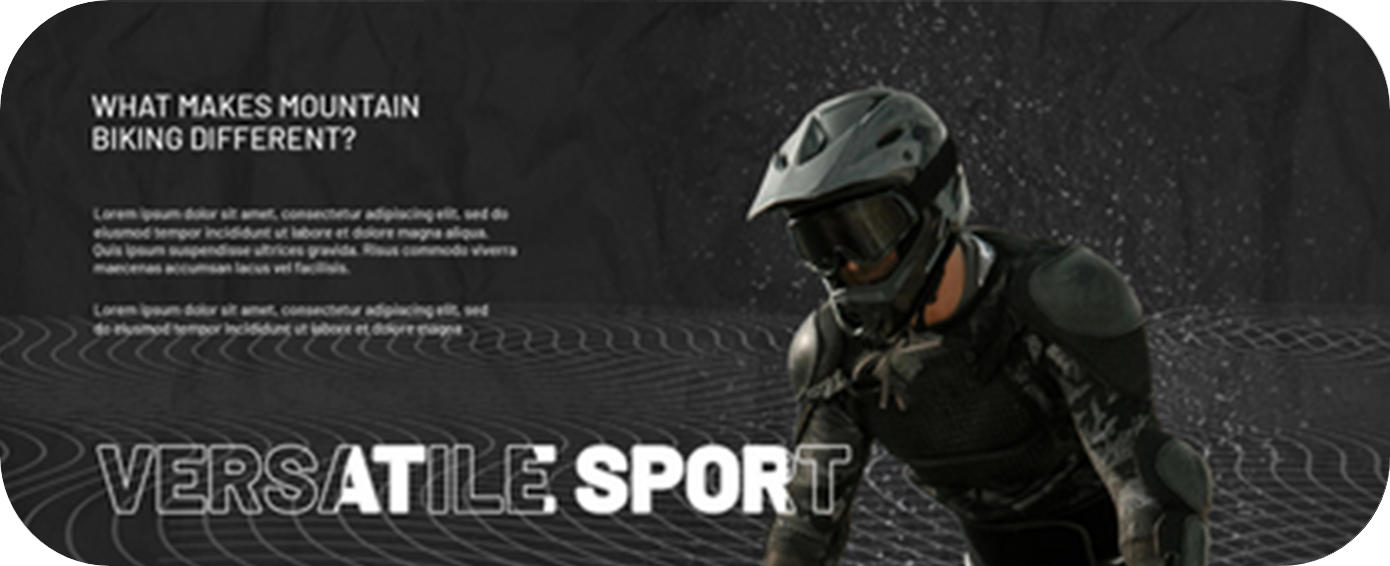 WHAT MAKES MOUNTAIN
BIKING DIFFERENT?
Lorem ipsum dolor sit amet, consectetur adipiscing elit, sed do
eiusmod tempor incididunt ut labore et dolore magna aliqua.
Quis ipsum suspendisse ultrices gravida. Risus commodo viverra
maecenas accumsan lacus vel facilisis.
Lorem ipsum dolor sit amet, consectetur adipiscing elit, sed
do eiusmod tempor incididunt ut labore et dolore magna
VERSATILE SPORT